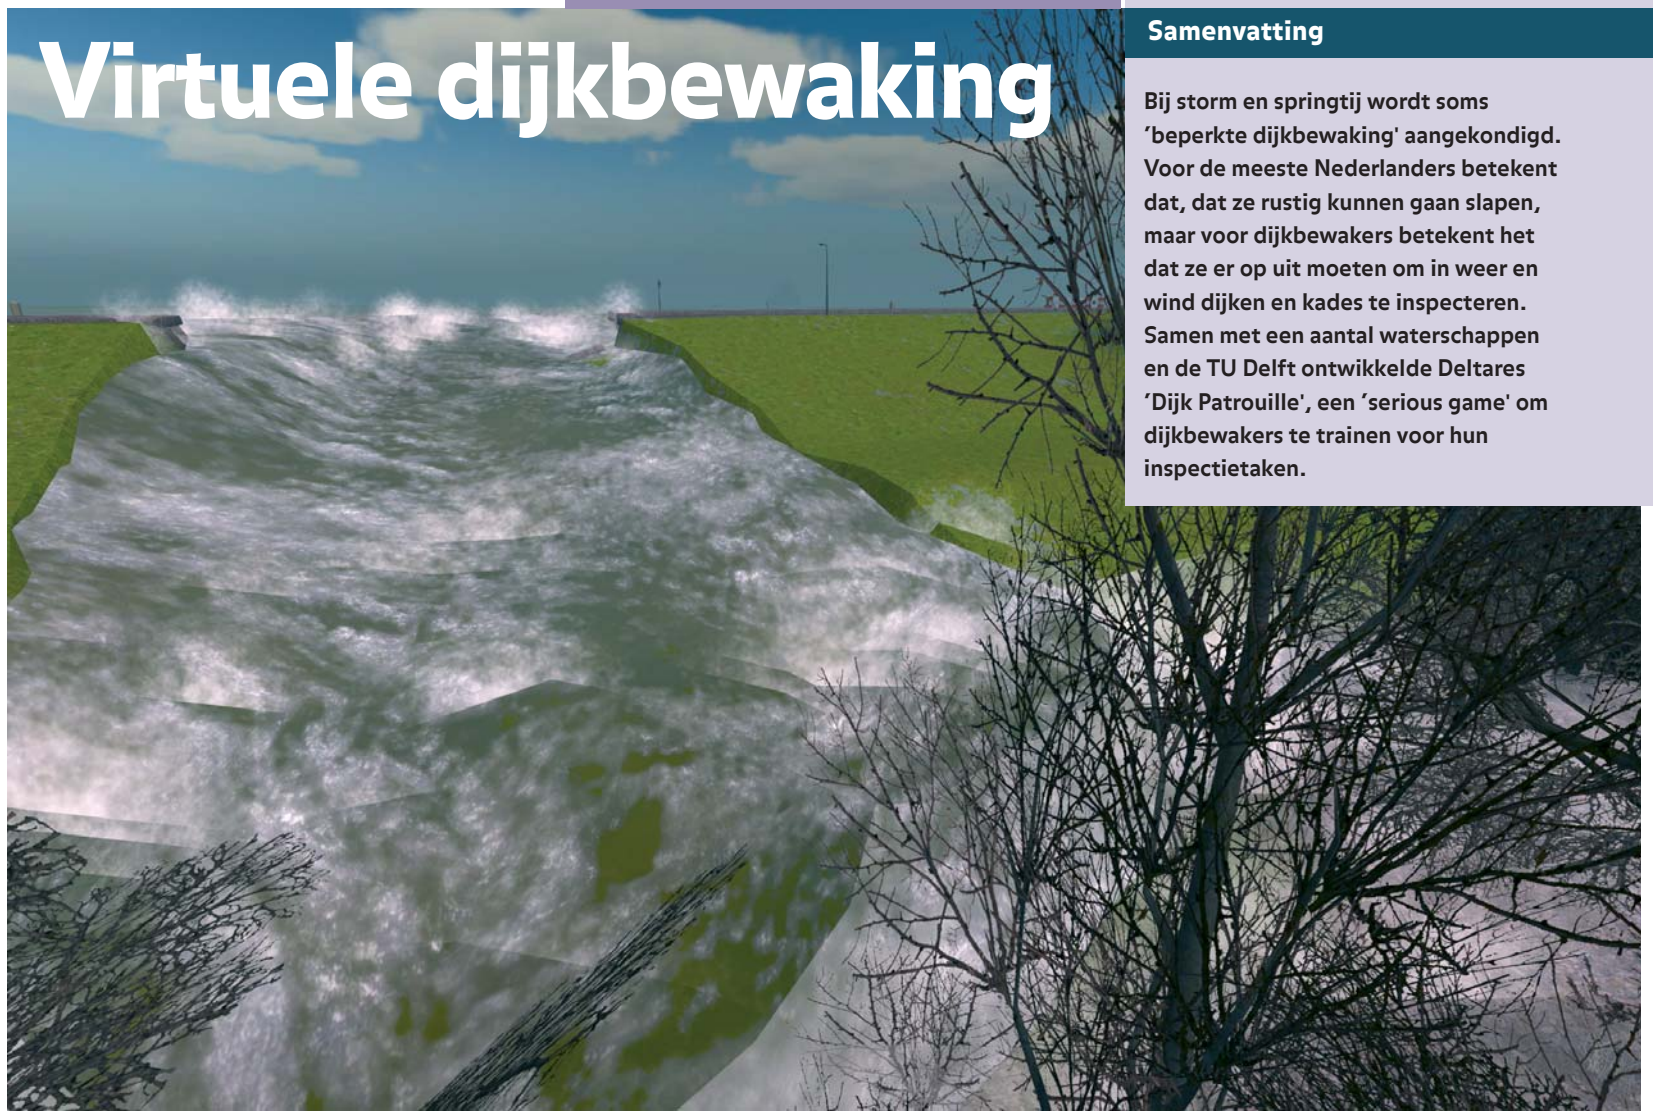 Virtuele dijkbewaking
Samenvatting
Bij storm en springtij wordt soms
’beperkte dijkbewaking' aangekondigd.
Voor de meeste Nederlanders betekent
dat, dat ze rustig kunnen gaan slapen,
maar voor dijkbewakers betekent het
dat ze er op uit moeten om in weer en
wind dijken en kades te inspecteren.
Samen met een aantal waterschappen
en de TU Delft ontwikkelde Deltares
’Dijk Patrouille', een ’serious game' om
dijkbewakers te trainen voor hun
inspectietaken.